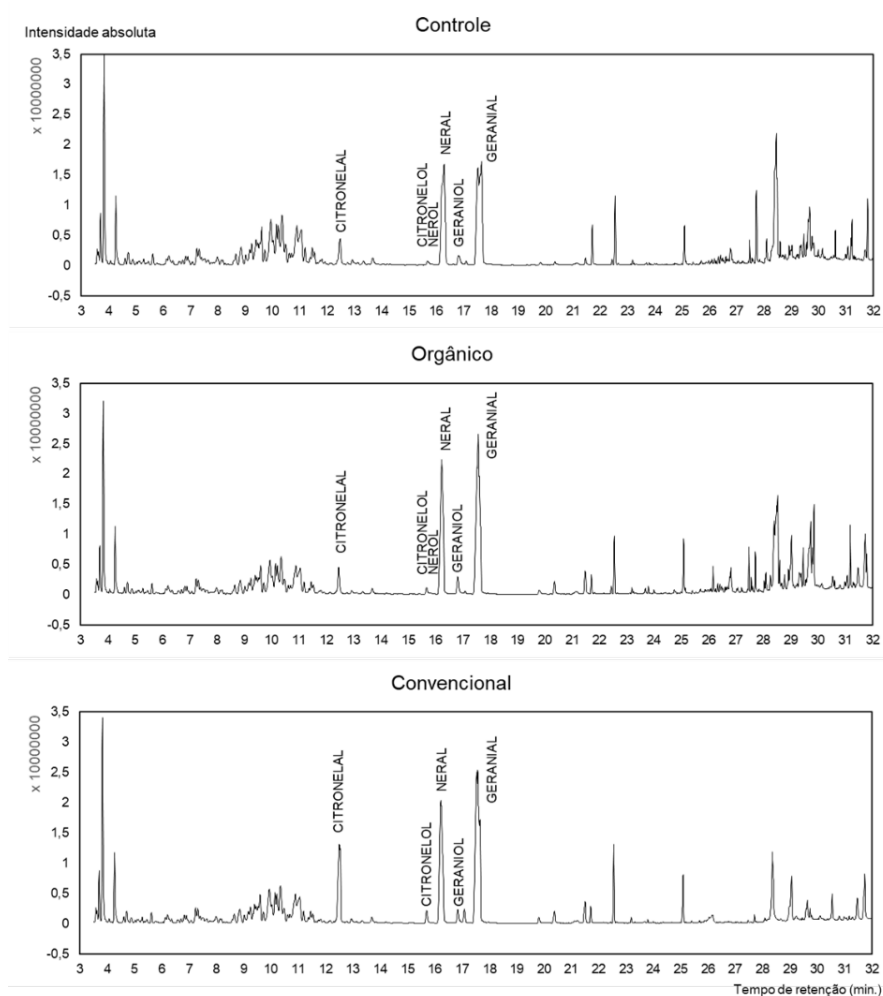 Controle
Intensidade absoluta
x 10000000
3,5
3
2,5
2
1,5
1
0,5
0
-0,5
CITRONELAL
CITRONELOL
NEROL
NERAL
GERANIOL
GERANIAL
3 4 5 6 7 8 9 10 11 12 13 14 15 16 17 18 19 20 21 22 23 24 25 26 27 28 29 30 31 32
Orgânico
x 10000000
3,5
3
2,5
2
1,5
1
0,5
0
-0,5
CITRONELAL
CITRONELOL
NEROL
NERAL
GERANIOL
GERANIAL
3 4 5 6 7 8 9 10 11 12 13 14 15 16 17 18 19 20 21 22 23 24 25 26 27 28 29 30 31 32
Convencional
x 10000000
3,5
3
2,5
2
1,5
1
0,5
0
-0,5
CITRONELAL
CITRONELOL
NERAL
GERANIOL
GERANIAL
3 4 5 6 7 8 9 10 11 12 13 14 15 16 17 18 19 20 21 22 23 24 25 26 27 28 29 30 31 32
Tempo de retenção (min.)